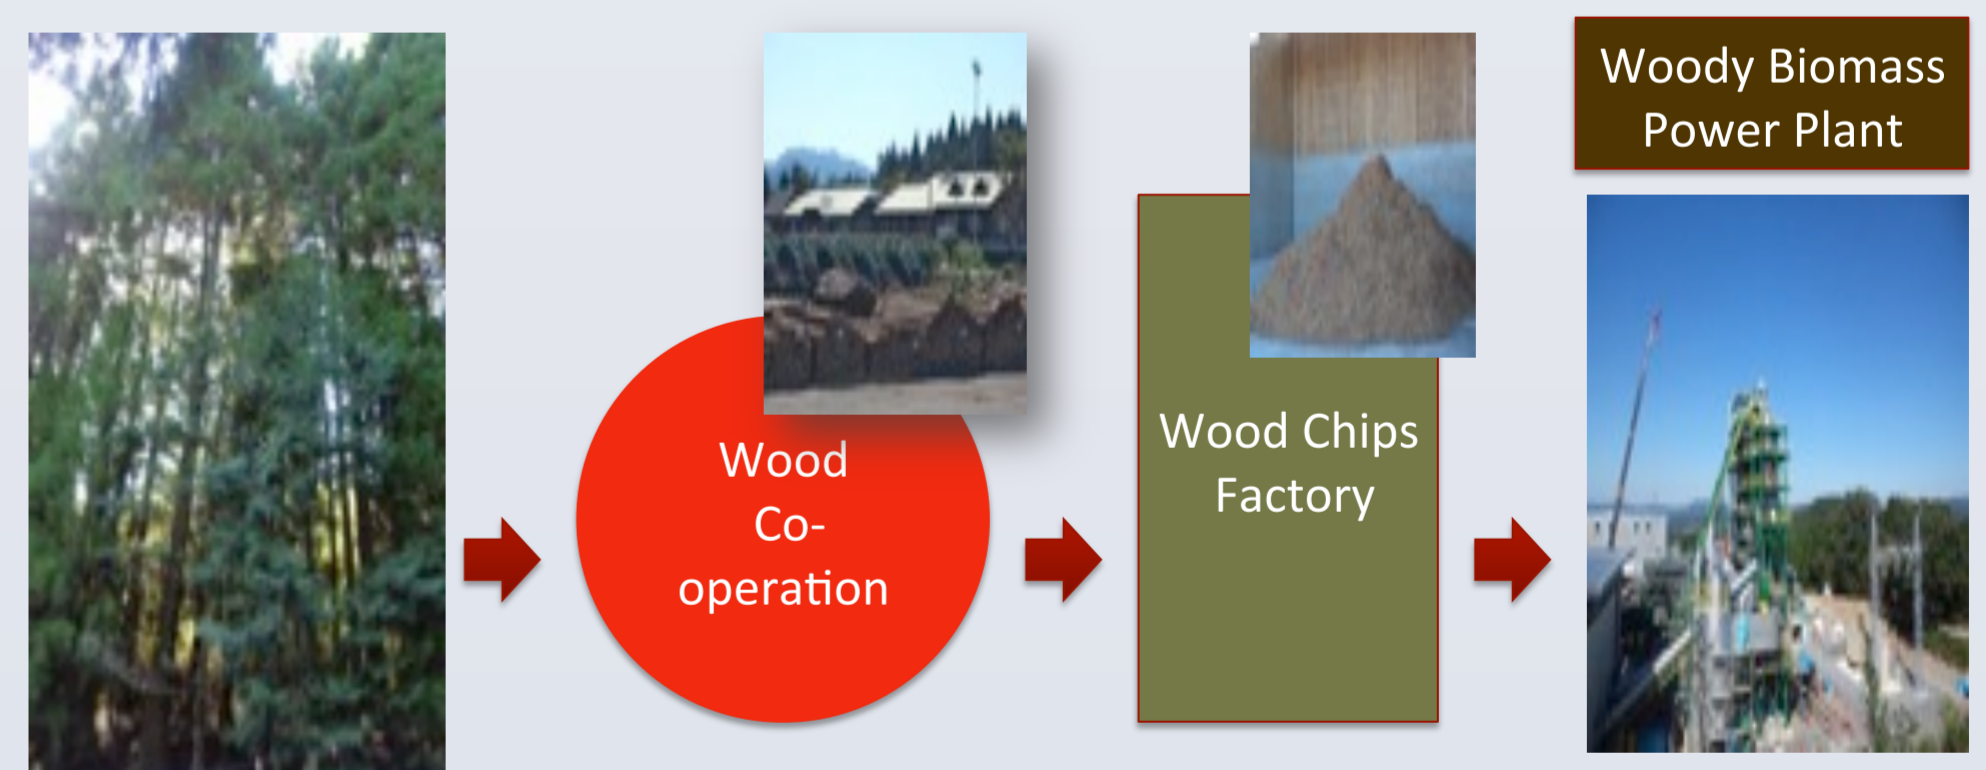 Wood
Co-
operation
Wood Chips
Factory
Woody Biomass
Power Plant